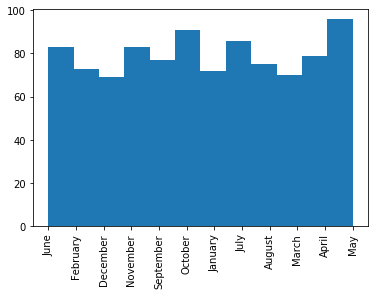 100
80
60
40
20
0
June
February
December
November
September
October
January
July
August
March
April
May